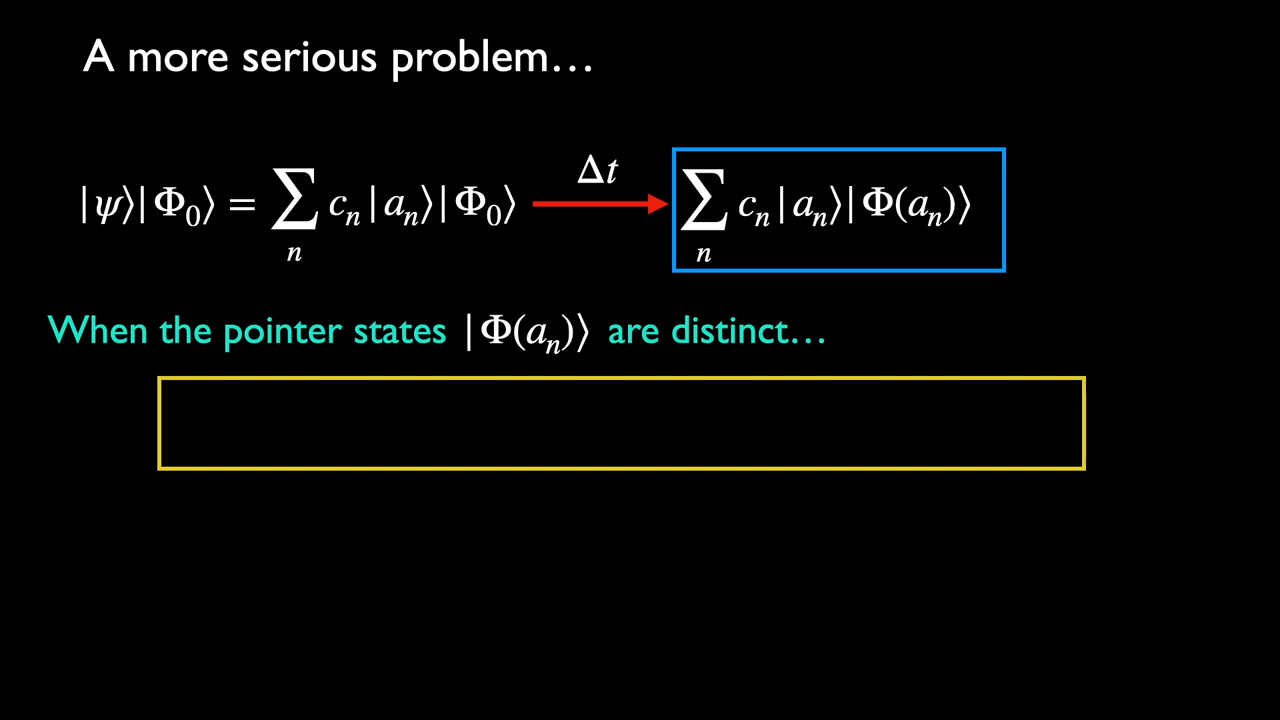 A more serious problem…
Δt
|ψ⟩|Φ₀⟩ = ∑ₙ cₙ|aₙ⟩|Φ₀⟩ ∑ₙ cₙ|aₙ⟩|Φ(aₙ)⟩
When the pointer states |Φ(aₙ)⟩ are distinct…